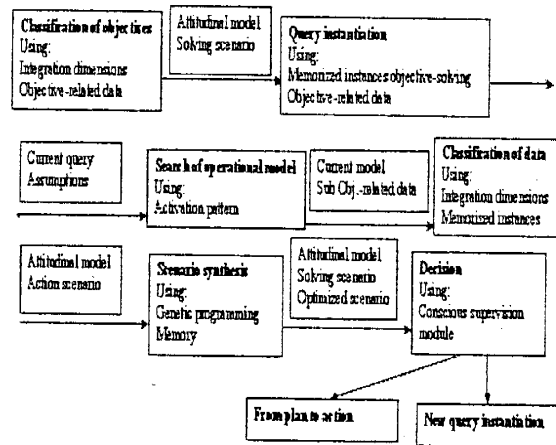 Classification of objectives
Using:
Integration dimensions
Objective-related data
Attitudinal model
Solving scenario
Query instantiation
Using:
Memorized instances objective-solving
Objective-related data
Current query
Assumptions
Search of operational model
Using:
Activation pattern
Current model
Sub Obj.-related data
Classification of data
Using:
Integration dimensions
Memorized instances
Attitudinal model
Action scenario
Scenario synthesis
Using:
Genetic programming
Memory
Attitudinal model
Solving scenario
Optimized scenario
Decision
Using:
Conscious supervision
module
From plan to action
New query instantiation